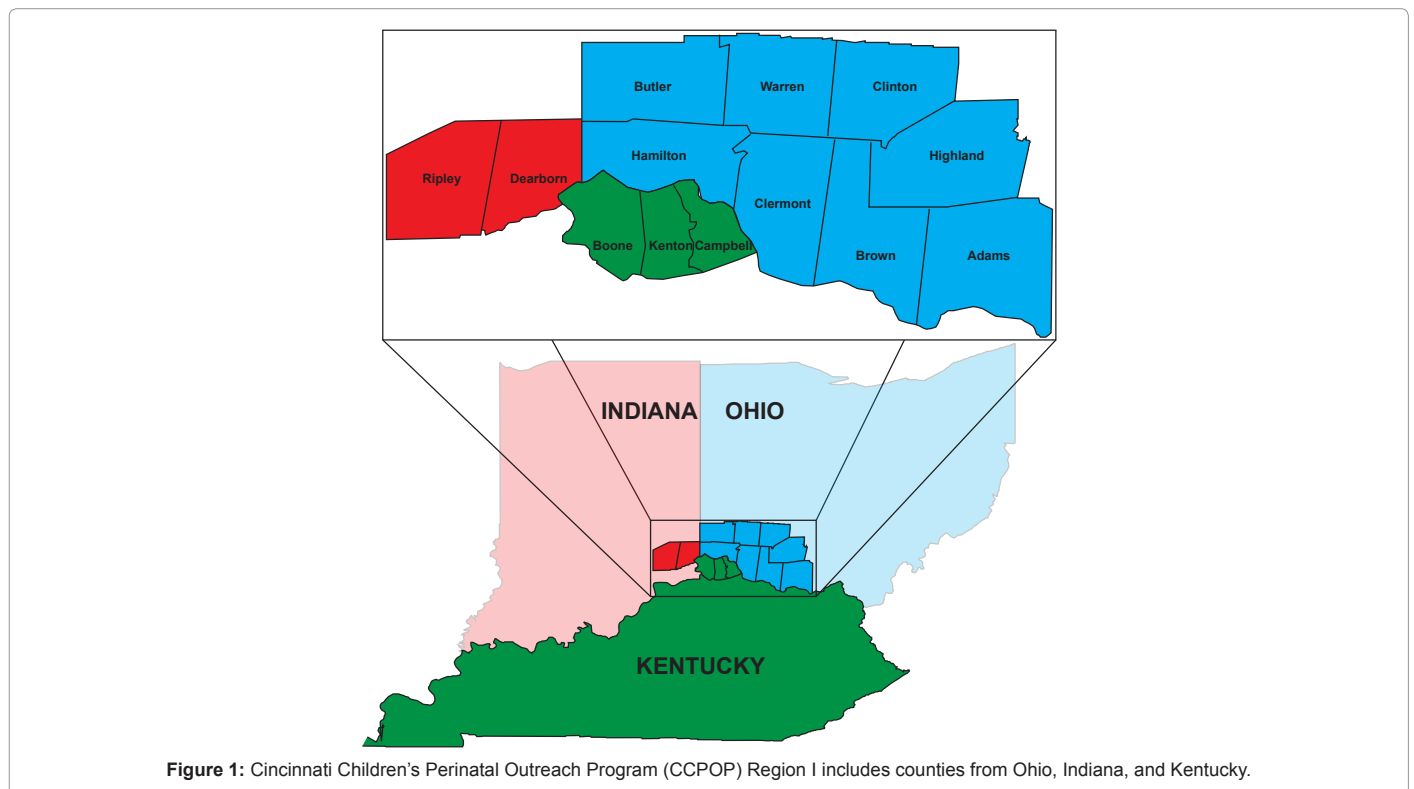 Butler
Warren
Clinton
Hamilton
Highland
Ripley
Dearborn
Clermont
Boone
Kenton
Campbell
Brown
Adams
INDIANA
OHIO
KENTUCKY
Figure 1: Cincinnati Children's Perinatal Outreach Program (CCPOP) Region I includes counties from Ohio, Indiana, and Kentucky.